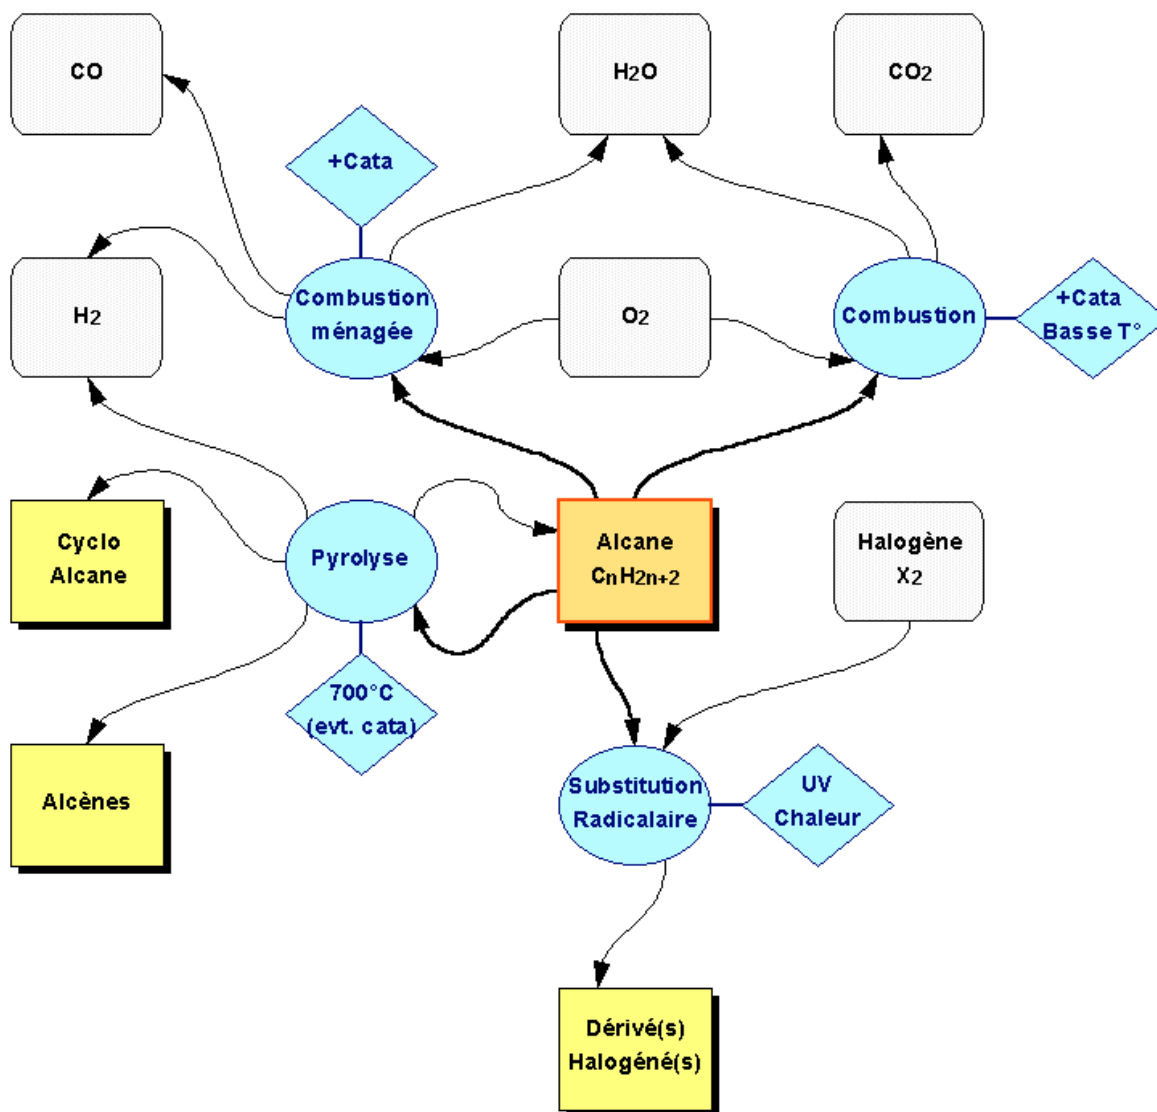 CO
H2O
CO2
+Cata
H2
Combustion
ménagée
O2
Combustion
+Cata
Basse T°
Cyclo
Alcane
Pyrolyse
Alcane
CnH2n+2
Halogène
X2
700°C
(evt. cata)
Alcènes
Substitution
Radicalaire
UV
Chaleur
Dérivé(s)
Halogéné(s)